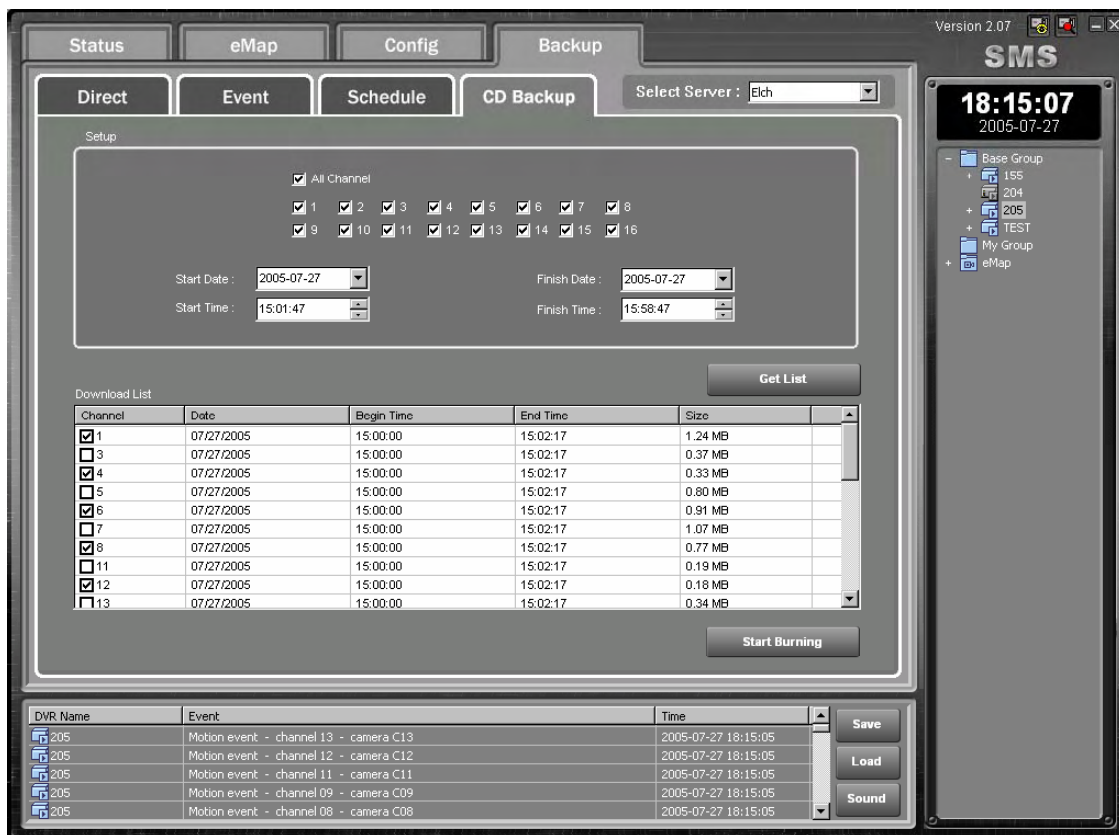 Version 2.07
SMS
Status eMap Config Backup
Direct Event Schedule CD Backup
Select Server : Elch
18:15:07
2005-07-27
Base Group
155
204
205
TEST
My Group
eMap
Setup
All Channel
1 2 3 4 5 6 7 8
9 10 11 12 13 14 15 16
Start Date : 2005-07-27 Finish Date : 2005-07-27
Start Time : 15:01:47 Finish Time : 15:58:47
Get List
Download List
Channel Date Begin Time End Time Size
1 07/27/2005 15:00:00 15:02:17 1.24 MB
3 07/27/2005 15:00:00 15:02:17 0.37 MB
4 07/27/2005 15:00:00 15:02:17 0.33 MB
5 07/27/2005 15:00:00 15:02:17 0.80 MB
6 07/27/2005 15:00:00 15:02:17 0.91 MB
7 07/27/2005 15:00:00 15:02:17 1.07 MB
8 07/27/2005 15:00:00 15:02:17 0.77 MB
11 07/27/2005 15:00:00 15:02:17 0.19 MB
12 07/27/2005 15:00:00 15:02:17 0.18 MB
13 07/27/2005 15:00:00 15:02:17 0.34 MB
Start Burning
DVR Name Event Time
205 Motion event - channel 13 - camera C13 2005-07-27 18:15:05
205 Motion event - channel 12 - camera C12 2005-07-27 18:15:05
205 Motion event - channel 11 - camera C11 2005-07-27 18:15:05
205 Motion event - channel 09 - camera C09 2005-07-27 18:15:05
205 Motion event - channel 08 - camera C08 2005-07-27 18:15:05
Save
Load
Sound